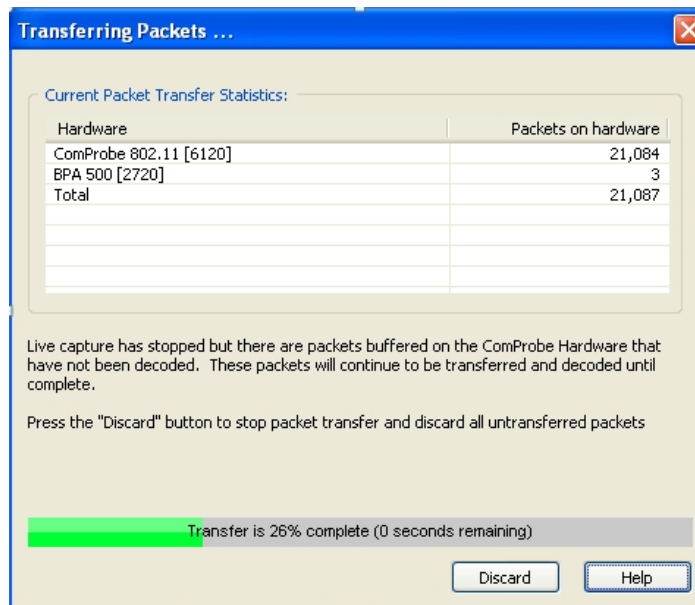 Transferring Packets ...
Current Packet Transfer Statistics:
Hardware Packets on hardware
ComProbe 802.11 [6120] 21,084
BPA 500 [2720] 3
Total 21,087
Live capture has stopped but there are packets buffered on the ComProbe Hardware that
have not been decoded. These packets will continue to be transferred and decoded until
complete.
Press the "Discard" button to stop packet transfer and discard all untransferred packets
Transfer is 26% complete (0 seconds remaining)
Discard Help